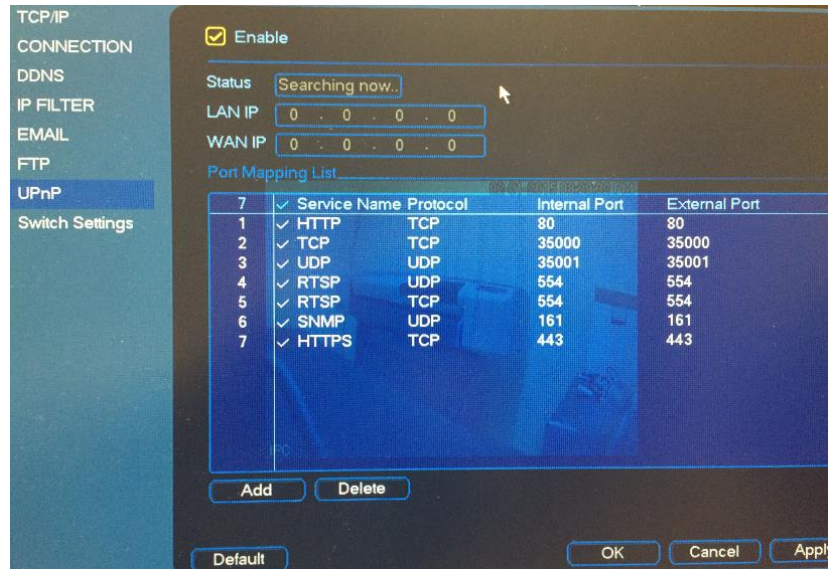 TCP/IP
CONNECTION
DDNS
IP FILTER
EMAIL
FTP
UPnP
Switch Settings
Enable
Status Searching now..
LAN IP 0 . 0 . 0 . 0
WAN IP 0 . 0 . 0 . 0
Port Mapping List
7 Service Name Protocol Internal Port External Port
1 HTTP TCP 80 80
2 TCP TCP 35000 35000
3 UDP UDP 35001 35001
4 RTSP UDP 554 554
5 RTSP TCP 554 554
6 SNMP UDP 161 161
7 HTTPS TCP 443 443
IPC
Add Delete
Default OK Cancel Apply